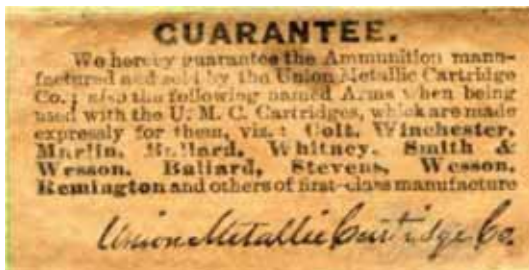 GUARANTEE.
We hereby guarantee the Ammunition manu-
factured and sold by the Union Metallic Cartridge
Co., also the following named Arms when being
used with the U. M. C. Cartridges, which are made
expressly for them, viz.: Colt. Winchester.
Marlin. Bullard. Whitney. Smith &
Wesson. Ballard, Stevens, Wesson.
Remington and others of first-class manufacture
Union Metallic Cartridge Co.